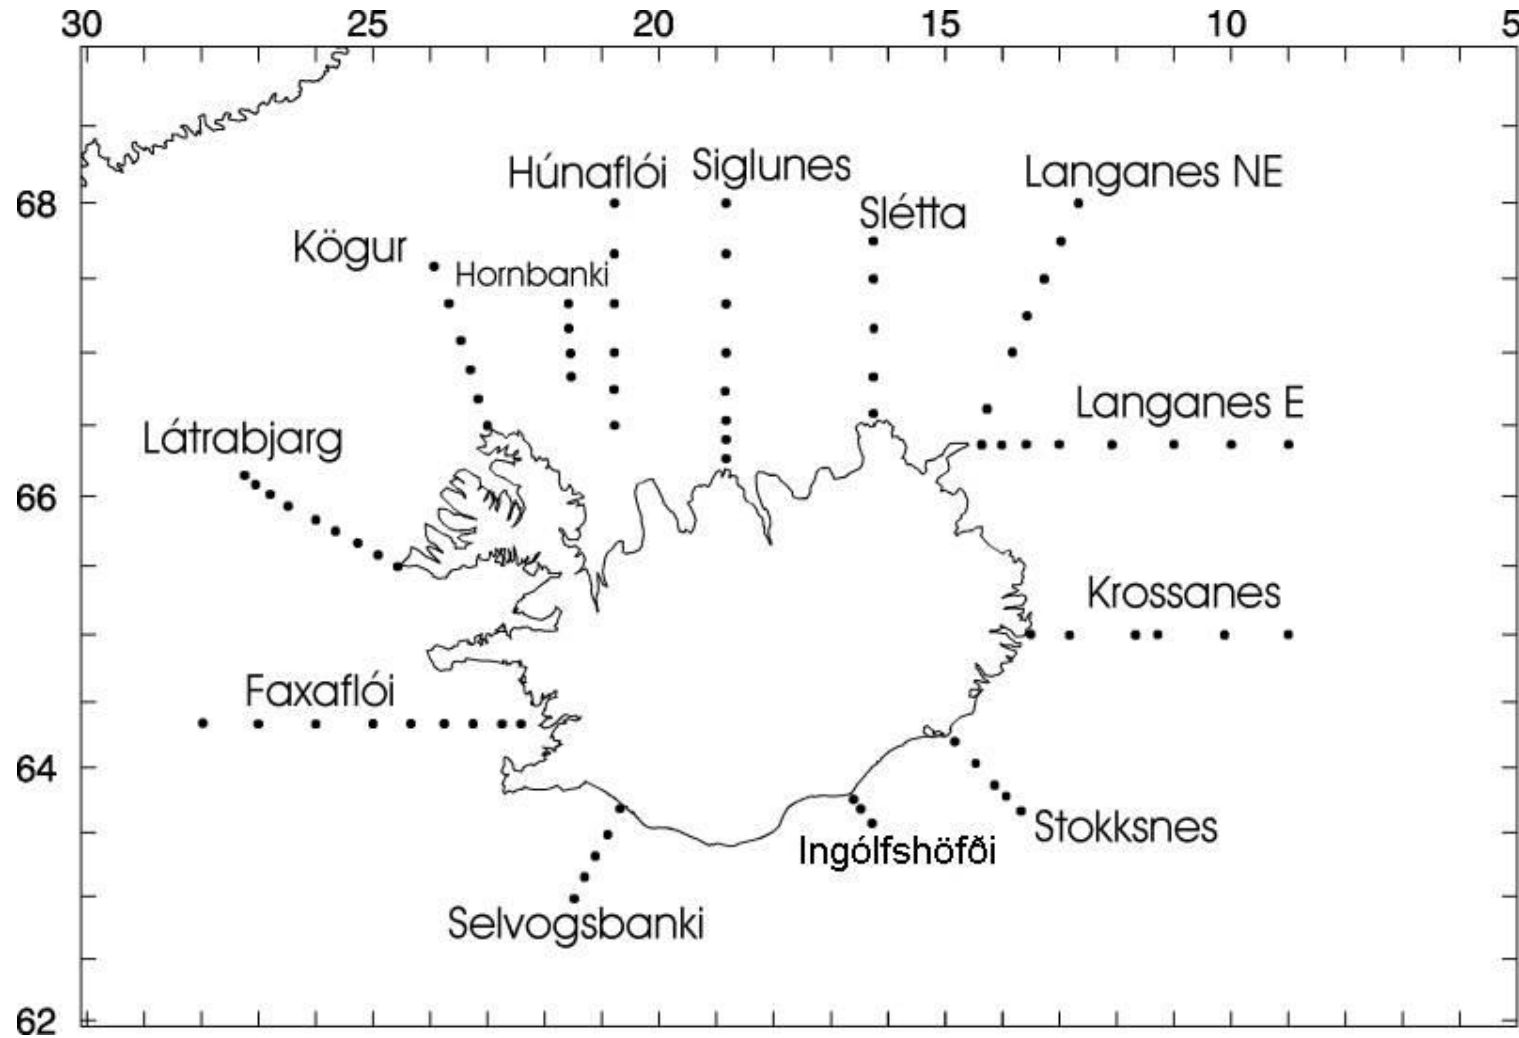 30 25 20 15 10 5
Húnaflói Siglunes Langanes NE
68
Slétta
Kögur
Hornbanki
Langanes E
Látrabjarg
66
Krossanes
Faxaflói
64
Stokksnes
Ingólfshöfði
Selvogsbanki
62